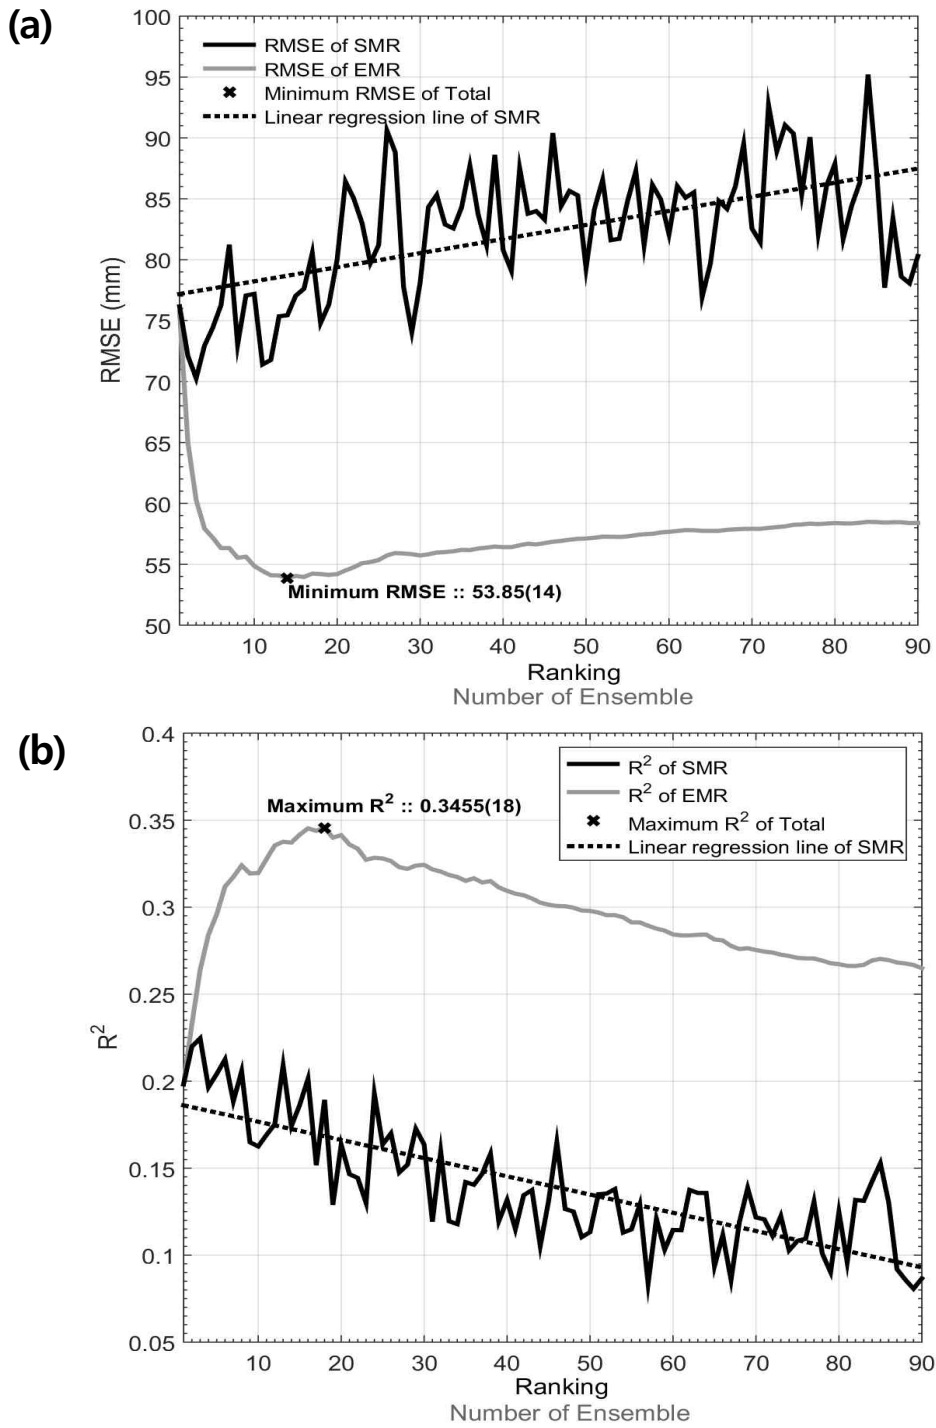 (a)
100
95
90
85
80
75
70
65
60
55
50
RMSE (mm)
RMSE of SMR
RMSE of EMR
Minimum RMSE of Total
Linear regression line of SMR
Minimum RMSE :: 53.85(14)
10 20 30 40 50 60 70 80 90
Ranking
Number of Ensemble
(b)
0.4
0.35
0.3
0.25
0.2
0.15
0.1
0.05
R²
Maximum R² :: 0.3455(18)
R² of SMR
R² of EMR
Maximum R² of Total
Linear regression line of SMR
10 20 30 40 50 60 70 80 90
Ranking
Number of Ensemble